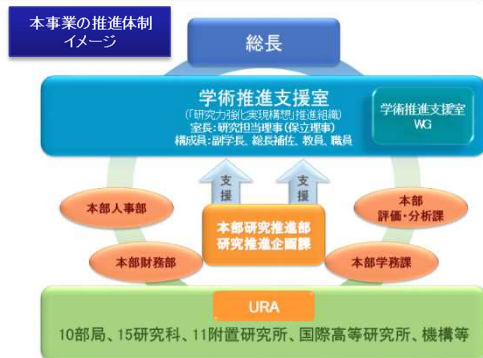 本事業の推進体制
イメージ
総長
学術推進支援室
(「研究力強化実現構想」推進組織)
室長:研究担当理事(保立理事)
構成員:副学長、総長補佐、教員、職員
学術推進支援室
WG
支援
支援
本部人事部
本部
評価・分析課
本部研究推進部
研究推進企画課
本部財務部
本部学務課
URA
10部局、15研究科、11附置研究所、国際高等研究所、機構等